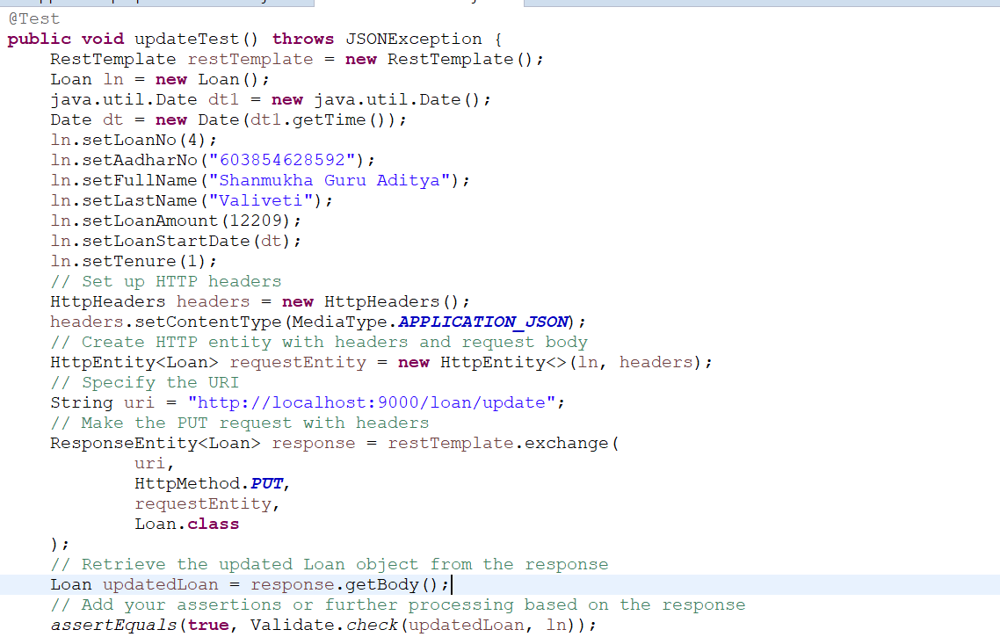 @Test
public void updateTest() throws JSONException {
    RestTemplate restTemplate = new RestTemplate();
    Loan ln = new Loan();
    java.util.Date dt1 = new java.util.Date();
    Date dt = new Date(dt1.getTime());
    ln.setLoanNo(4);
    ln.setAadharNo("603854628592");
    ln.setFullName("Shanmukha Guru Aditya");
    ln.setLastName("Valiveti");
    ln.setLoanAmount(12209);
    ln.setLoanStartDate(dt);
    ln.setTenure(1);
    // Set up HTTP headers
    HttpHeaders headers = new HttpHeaders();
    headers.setContentType(MediaType.APPLICATION_JSON);
    // Create HTTP entity with headers and request body
    HttpEntity<Loan> requestEntity = new HttpEntity<>(ln, headers);
    // Specify the URI
    String uri = "http://localhost:9000/loan/update";
    // Make the PUT request with headers
    ResponseEntity<Loan> response = restTemplate.exchange(
            uri,
            HttpMethod.PUT,
            requestEntity,
            Loan.class
    );
    // Retrieve the updated Loan object from the response
    Loan updatedLoan = response.getBody();
    // Add your assertions or further processing based on the response
    assertEquals(true, Validate.check(updatedLoan, ln));